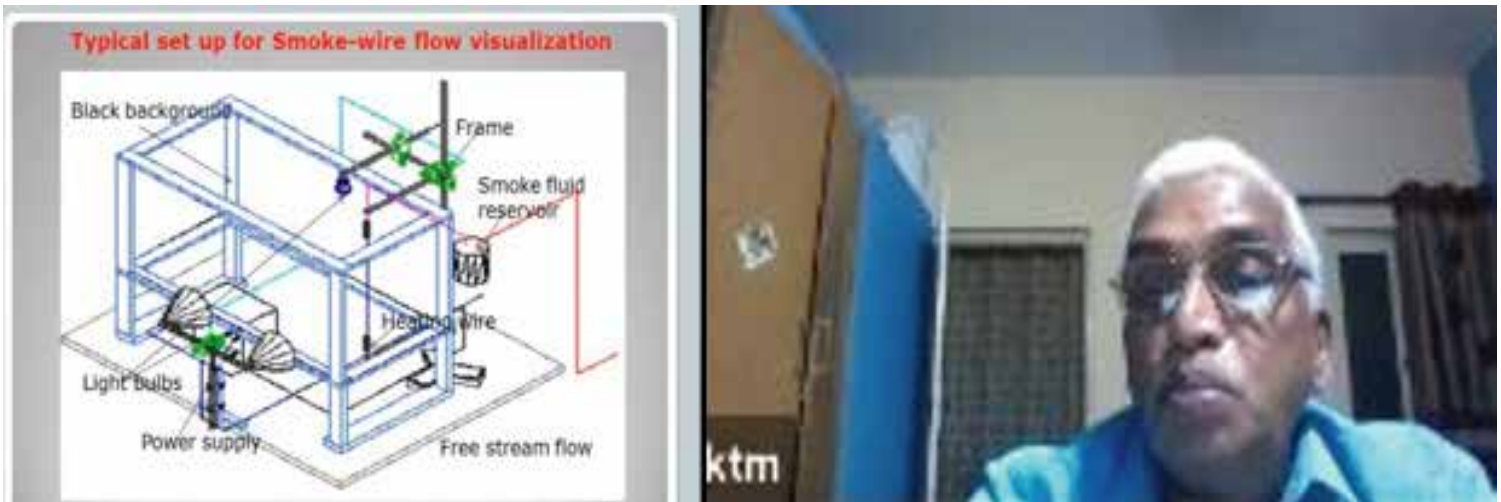 Typical set up for Smoke-wire flow visualization
Black background
Frame
Smoke fluid
reservoir
Heating wire
Light bulbs
Power supply
Free stream flow
ktm